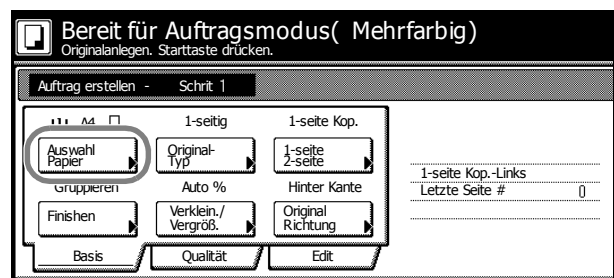 Bereit für Auftragsmodus( Mehrfarbig)
Originalanlegen. Starttaste drücken.
Auftrag erstellen - Schrit 1
A4 1-seitig 1-seite Kop.
Auswahl Papier
Original-Typ
1-seite 2-seite
Gruppieren Auto % Hinter Kante
Finishen
Verklein./ Vergröß.
Original Richtung
Basis Qualität Edit
1-seite Kop.-Links
Letzte Seite # 0